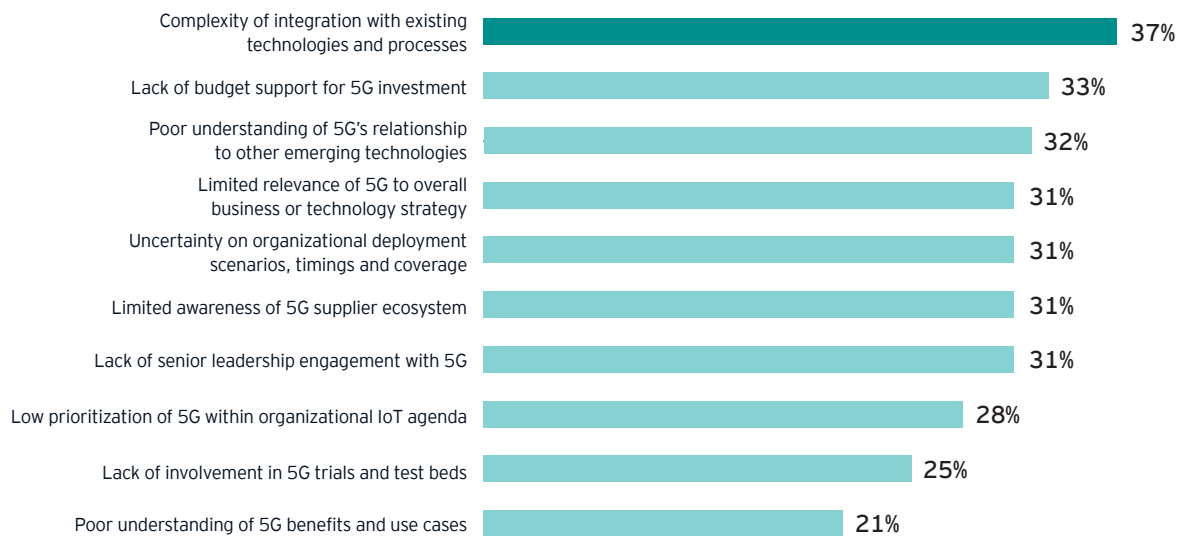 Complexity of integration with existing
technologies and processes
37%
Lack of budget support for 5G investment
33%
Poor understanding of 5G’s relationship
to other emerging technologies
32%
Limited relevance of 5G to overall
business or technology strategy
31%
Uncertainty on organizational deployment
scenarios, timings and coverage
31%
Limited awareness of 5G supplier ecosystem
31%
Lack of senior leadership engagement with 5G
31%
Low prioritization of 5G within organizational IoT agenda
28%
Lack of involvement in 5G trials and test beds
25%
Poor understanding of 5G benefits and use cases
21%